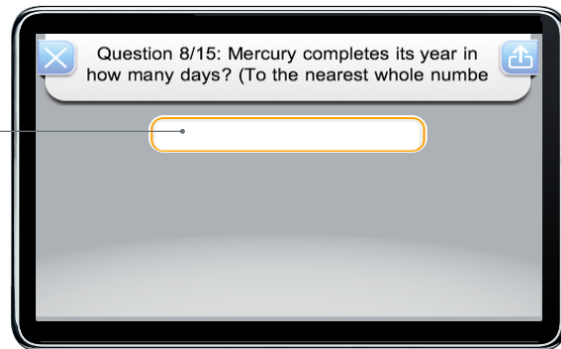 Question 8/15: Mercury completes its year in
how many days? (To the nearest whole numbe